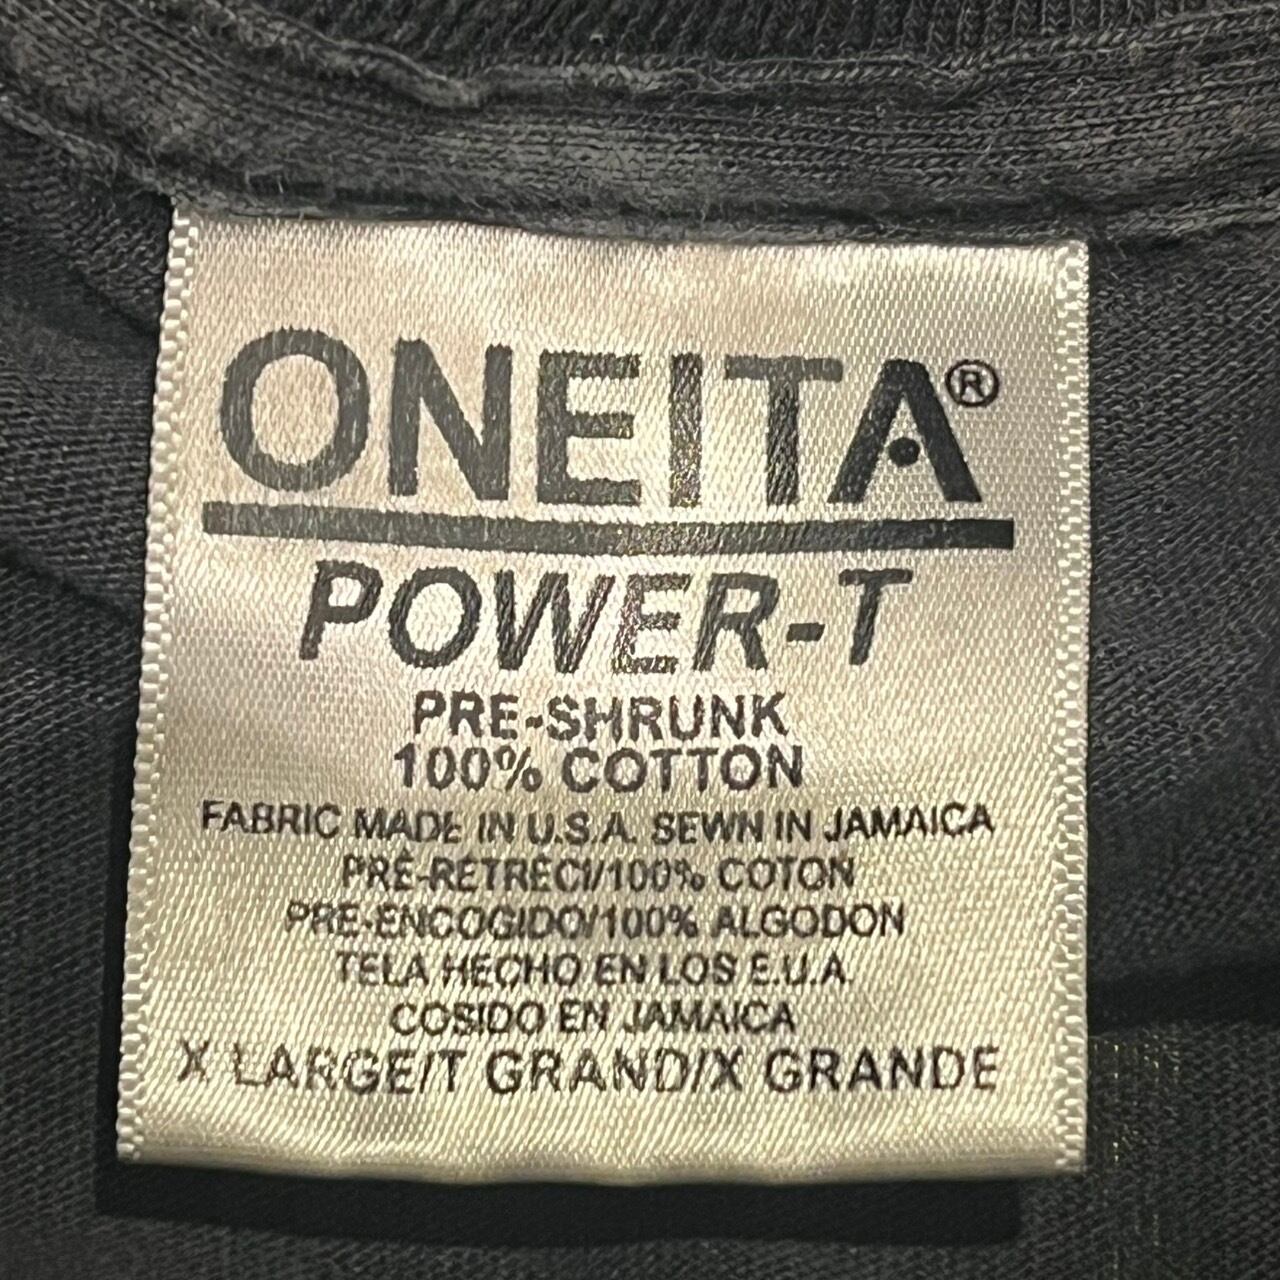 ONEITA®
POWER-T
PRE-SHRUNK
100% COTTON
FABRIC MADE IN U.S.A. SEWN IN JAMAICA
PRÉ-RÉTRÉCI/100% COTON
PRE-ENCOGIDO/100% ALGODON
TELA HECHO EN LOS E.U.A.
COSIDO EN JAMAICA
X LARGE/T GRAND/X GRANDE